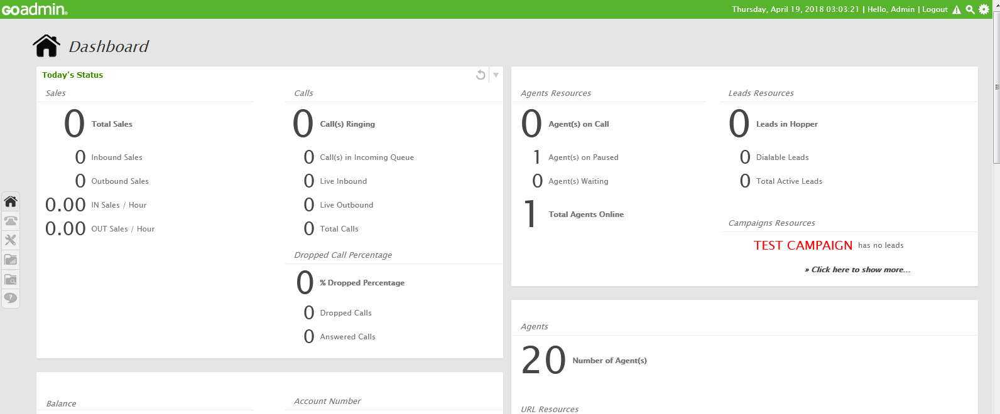 GOadmin®
Thursday, April 19, 2018 03:03:21 | Hello, Admin | Logout
Dashboard
Today's Status
Sales
0 Total Sales
0 Inbound Sales
0 Outbound Sales
0.00 IN Sales / Hour
0.00 OUT Sales / Hour
Calls
0 Call(s) Ringing
0 Call(s) in Incoming Queue
0 Live Inbound
0 Live Outbound
0 Total Calls
Dropped Call Percentage
0 % Dropped Percentage
0 Dropped Calls
0 Answered Calls
Agents Resources
0 Agent(s) on Call
1 Agent(s) on Paused
0 Agent(s) Waiting
1 Total Agents Online
Leads Resources
0 Leads in Hopper
0 Dialable Leads
0 Total Active Leads
Campaigns Resources
TEST CAMPAIGN has no leads
» Click here to show more...
Balance
Account Number
Agents
20 Number of Agent(s)
URL Resources